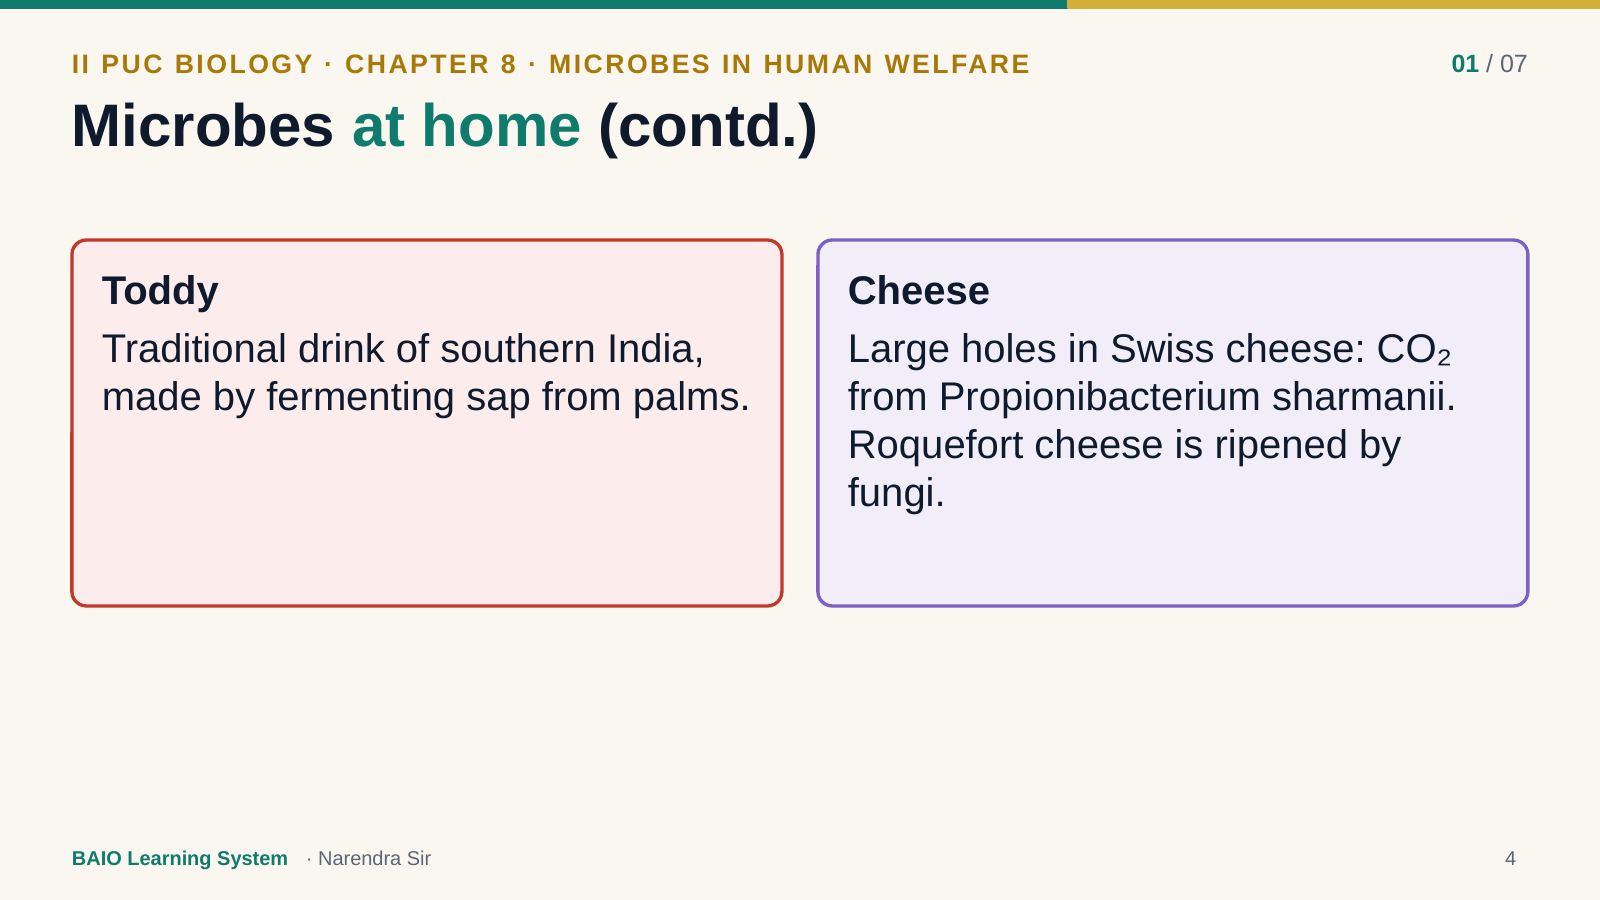 II PUC BIOLOGY · CHAPTER 8 · MICROBES IN HUMAN WELFARE
01 / 07
Microbes at home (contd.)
Toddy
Traditional drink of southern India,
made by fermenting sap from palms.
Cheese
Large holes in Swiss cheese: CO₂
from Propionibacterium sharmanii.
Roquefort cheese is ripened by
fungi.
BAIO Learning System · Narendra Sir
4